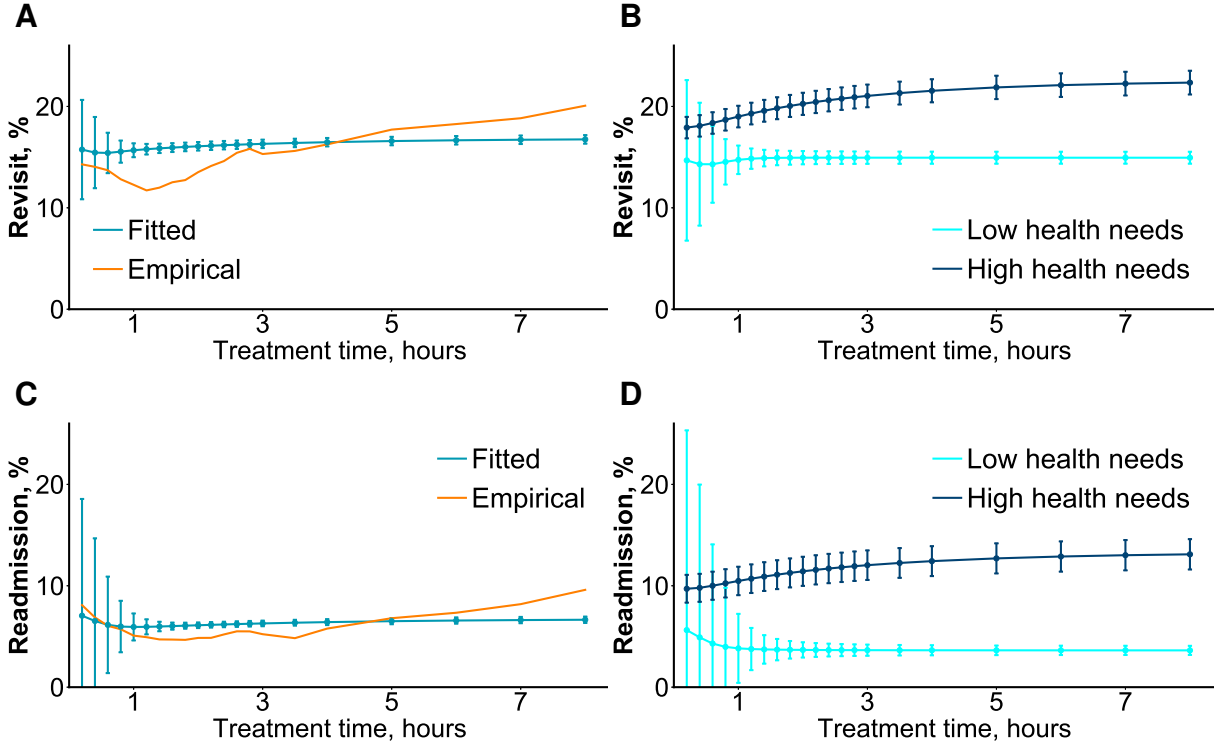 A
Revisit, %
20
10
0
Fitted
Empirical
1 3 5 7
Treatment time, hours
B
Revisit, %
20
10
0
Low health needs
High health needs
1 3 5 7
Treatment time, hours
C
Readmission, %
20
10
0
Fitted
Empirical
1 3 5 7
Treatment time, hours
D
Readmission, %
20
10
0
Low health needs
High health needs
1 3 5 7
Treatment time, hours